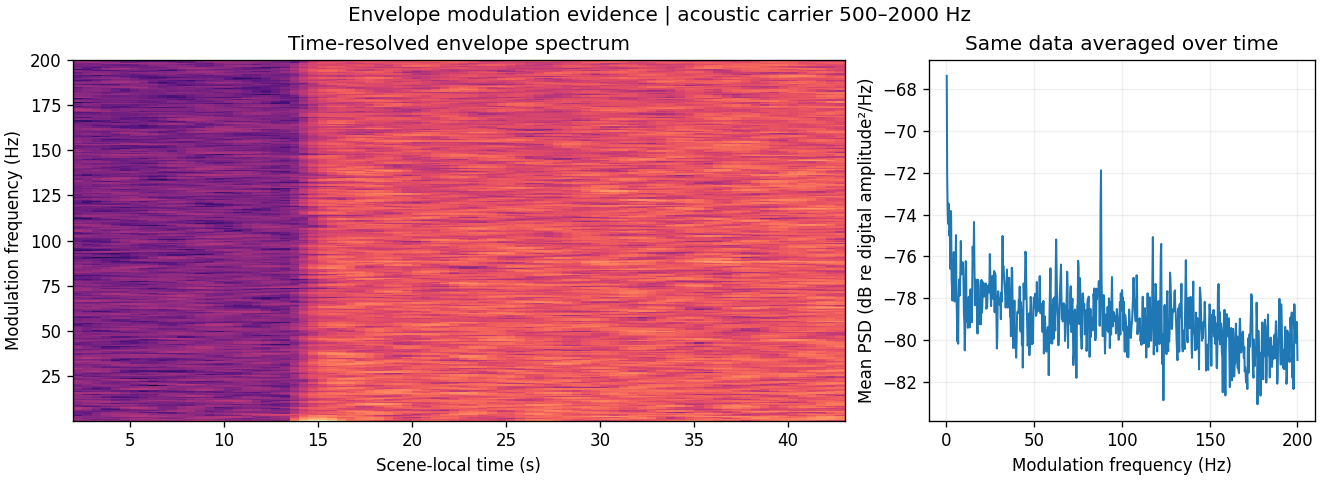 Envelope modulation evidence | acoustic carrier 500–2000 Hz
Time-resolved envelope spectrum
200
175
150
125
100
75
50
25
Modulation frequency (Hz)
5 10 15 20 25 30 35 40
Scene-local time (s)
Same data averaged over time
−68
−70
−72
−74
−76
−78
−80
−82
Mean PSD (dB re digital amplitude²/Hz)
0 50 100 150 200
Modulation frequency (Hz)